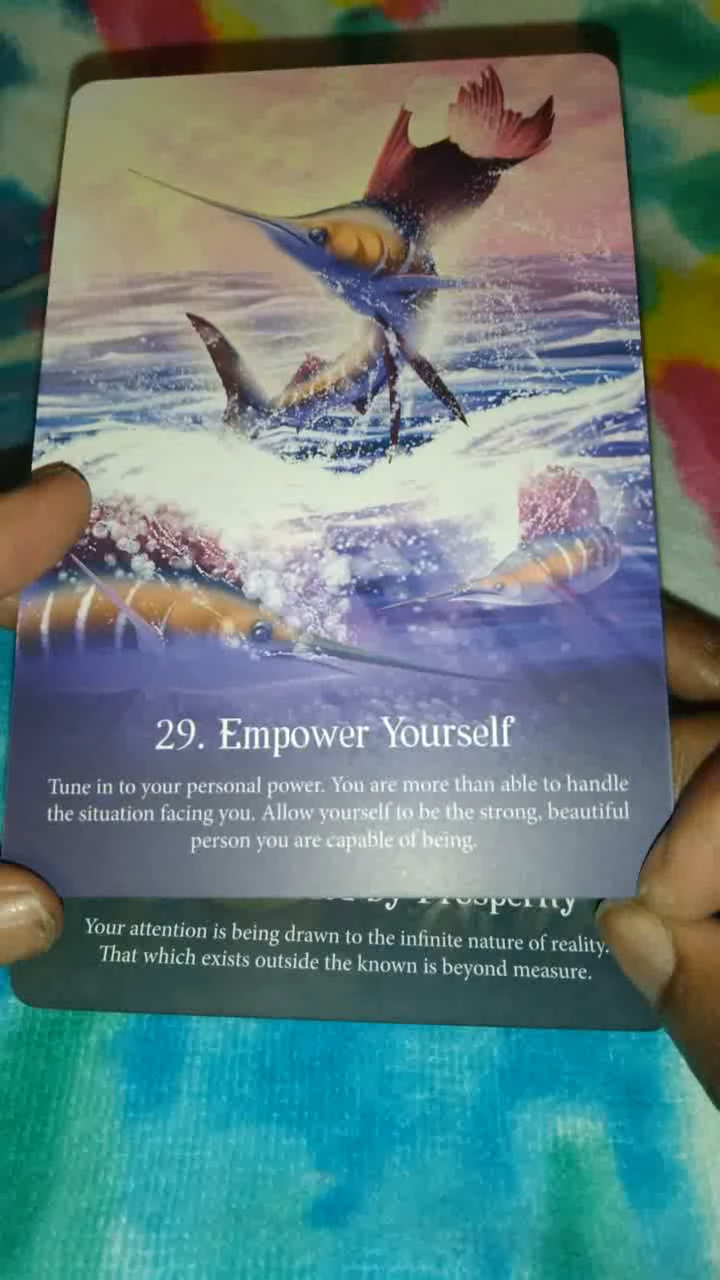 29. Empower Yourself
Tune in to your personal power. You are more than able to handle
the situation facing you. Allow yourself to be the strong, beautiful
person you are capable of being.
by Prosperity
Your attention is being drawn to the infinite nature of reality.
That which exists outside the known is beyond measure.